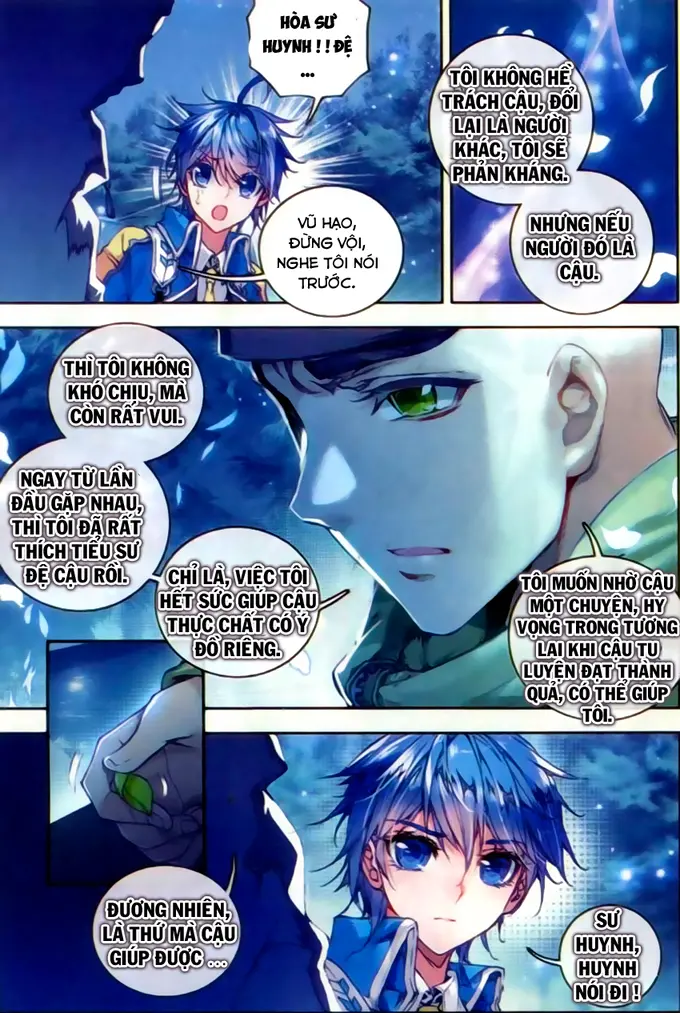 HÒA SƯ
HUYNH !! ĐỆ
...
VŨ HẠO,
ĐỪNG VỘI,
NGHE TÔI NÓI
TRƯỚC.
TÔI KHÔNG HỀ
TRÁCH CẬU, ĐỔI
LẠI LÀ NGƯỜI
KHÁC, TÔI SẼ
PHẢN KHÁNG.
NHƯNG NẾU
NGƯỜI ĐÓ LÀ
CẬU.
THÌ TÔI KHÔNG
KHÓ CHỊU, MÀ
CÒN RẤT VUI.
NGAY TỪ LẦN
ĐẦU GẶP NHAU,
THÌ TÔI ĐÃ RẤT
THÍCH TIỂU SƯ
ĐỆ CẬU RỒI.
CHỈ LÀ, VIỆC TÔI
HẾT SỨC GIÚP CÂU
THỰC CHẤT CÓ Ý
ĐỒ RIÊNG.
TÔI MUỐN NHỜ CẬU
MỘT CHUYỆN, HY
VỌNG TRONG TƯƠNG
LAI KHI CÂU TU
LUYỆN ĐẠT THÀNH
QUẢ, CÓ THỂ GIÚP
TÔI.
ĐƯƠNG NHIÊN,
LÀ THỨ MÀ CẬU
GIÚP ĐƯỢC ...
SƯ
HUYNH,
HUYNH
NÓI ĐI !